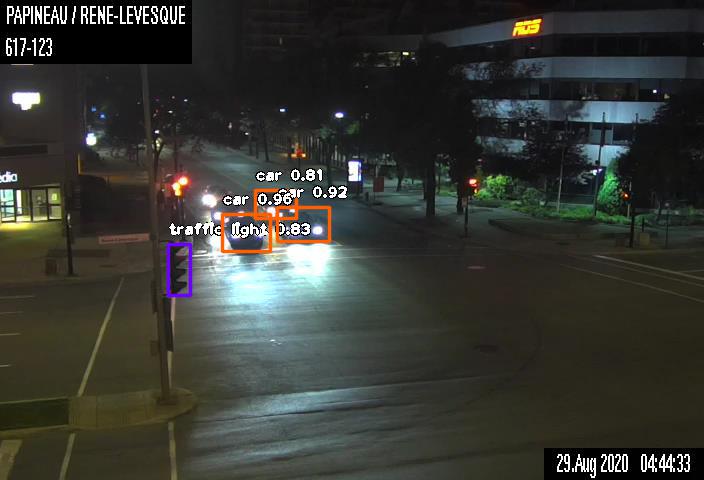 PAPINEAU / RENE-LEVESQUE
617-123
car 0.81
car 0.92
car 0.96
traffic light 0.83
29.Aug 2020 04:44:33